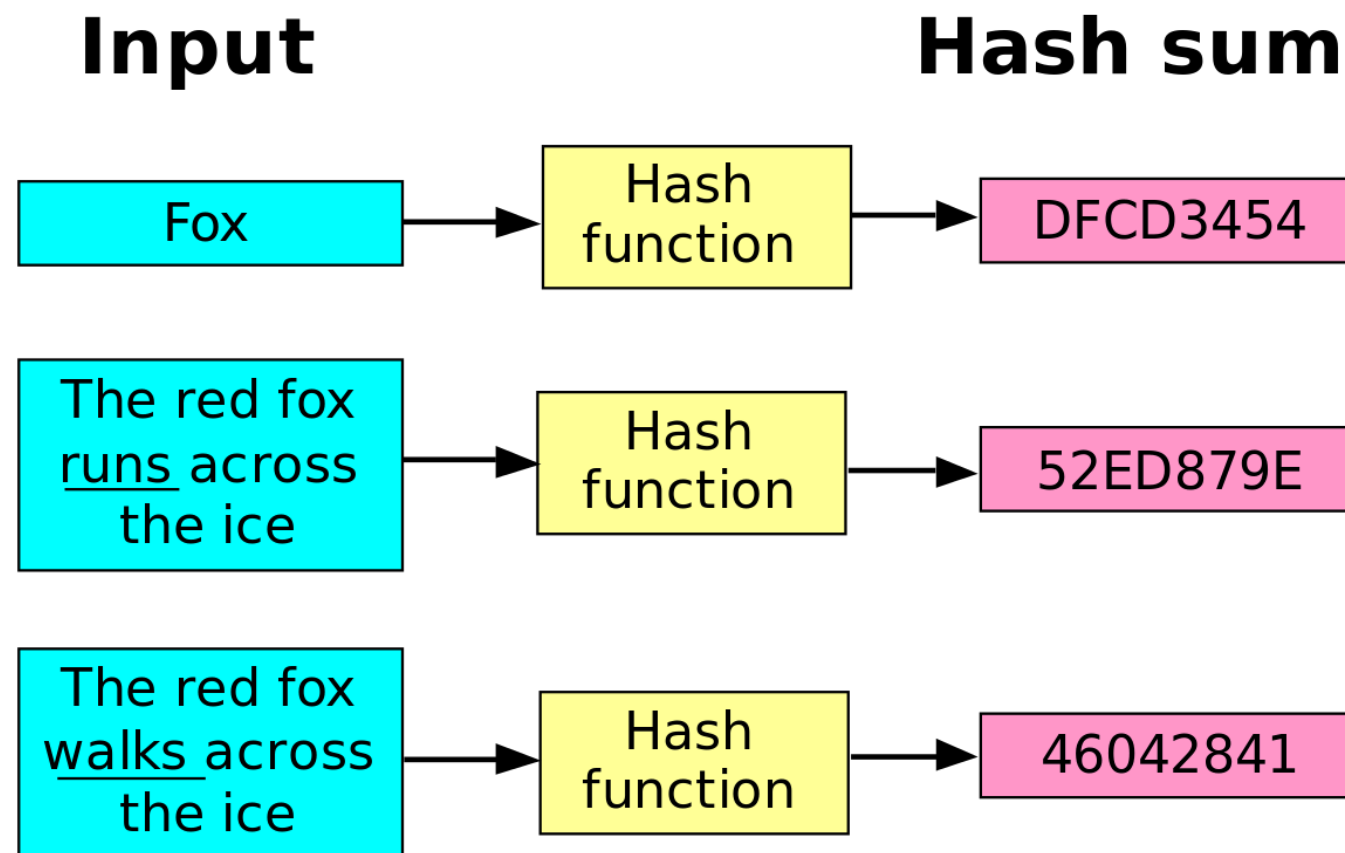 Input
Hash sum
Fox
Hash
function
DFCD3454
The red fox
runs across
the ice
Hash
function
52ED879E
The red fox
walks across
the ice
Hash
function
46042841